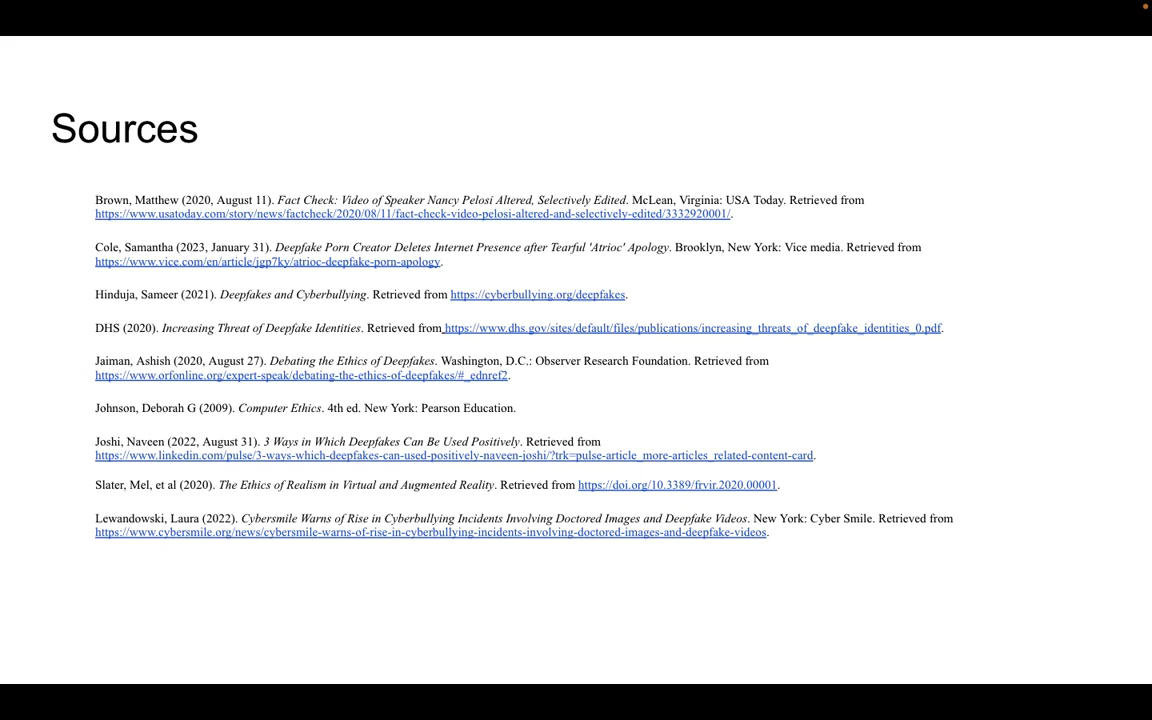 Sources
Brown, Matthew (2020, August 11). Fact Check: Video of Speaker Nancy Pelosi Altered, Selectively Edited. McLean, Virginia: USA Today. Retrieved from
https://www.usatoday.com/story/news/factcheck/2020/08/11/fact-check-video-pelosi-altered-and-selectively-edited/3332920001/.
Cole, Samantha (2023, January 31). Deepfake Porn Creator Deletes Internet Presence after Tearful 'Atrioc' Apology. Brooklyn, New York: Vice media. Retrieved from
https://www.vice.com/en/article/jgp7ky/atrioc-deepfake-porn-apology.
Hinduja, Sameer (2021). Deepfakes and Cyberbullying. Retrieved from https://cyberbullying.org/deepfakes.
DHS (2020). Increasing Threat of Deepfake Identities. Retrieved from https://www.dhs.gov/sites/default/files/publications/increasing_threats_of_deepfake_identities_0.pdf.
Jaiman, Ashish (2020, August 27). Debating the Ethics of Deepfakes. Washington, D.C.: Observer Research Foundation. Retrieved from
https://www.orfonline.org/expert-speak/debating-the-ethics-of-deepfakes/#_ednref2.
Johnson, Deborah G (2009). Computer Ethics. 4th ed. New York: Pearson Education.
Joshi, Naveen (2022, August 31). 3 Ways in Which Deepfakes Can Be Used Positively. Retrieved from
https://www.linkedin.com/pulse/3-ways-which-deepfakes-can-used-positively-naveen-joshi/?trk=pulse-article_more-articles_related-content-card.
Slater, Mel, et al (2020). The Ethics of Realism in Virtual and Augmented Reality. Retrieved from https://doi.org/10.3389/frvir.2020.00001.
Lewandowski, Laura (2022). Cybersmile Warns of Rise in Cyberbullying Incidents Involving Doctored Images and Deepfake Videos. New York: Cyber Smile. Retrieved from
https://www.cybersmile.org/news/cybersmile-warns-of-rise-in-cyberbullying-incidents-involving-doctored-images-and-deepfake-videos.